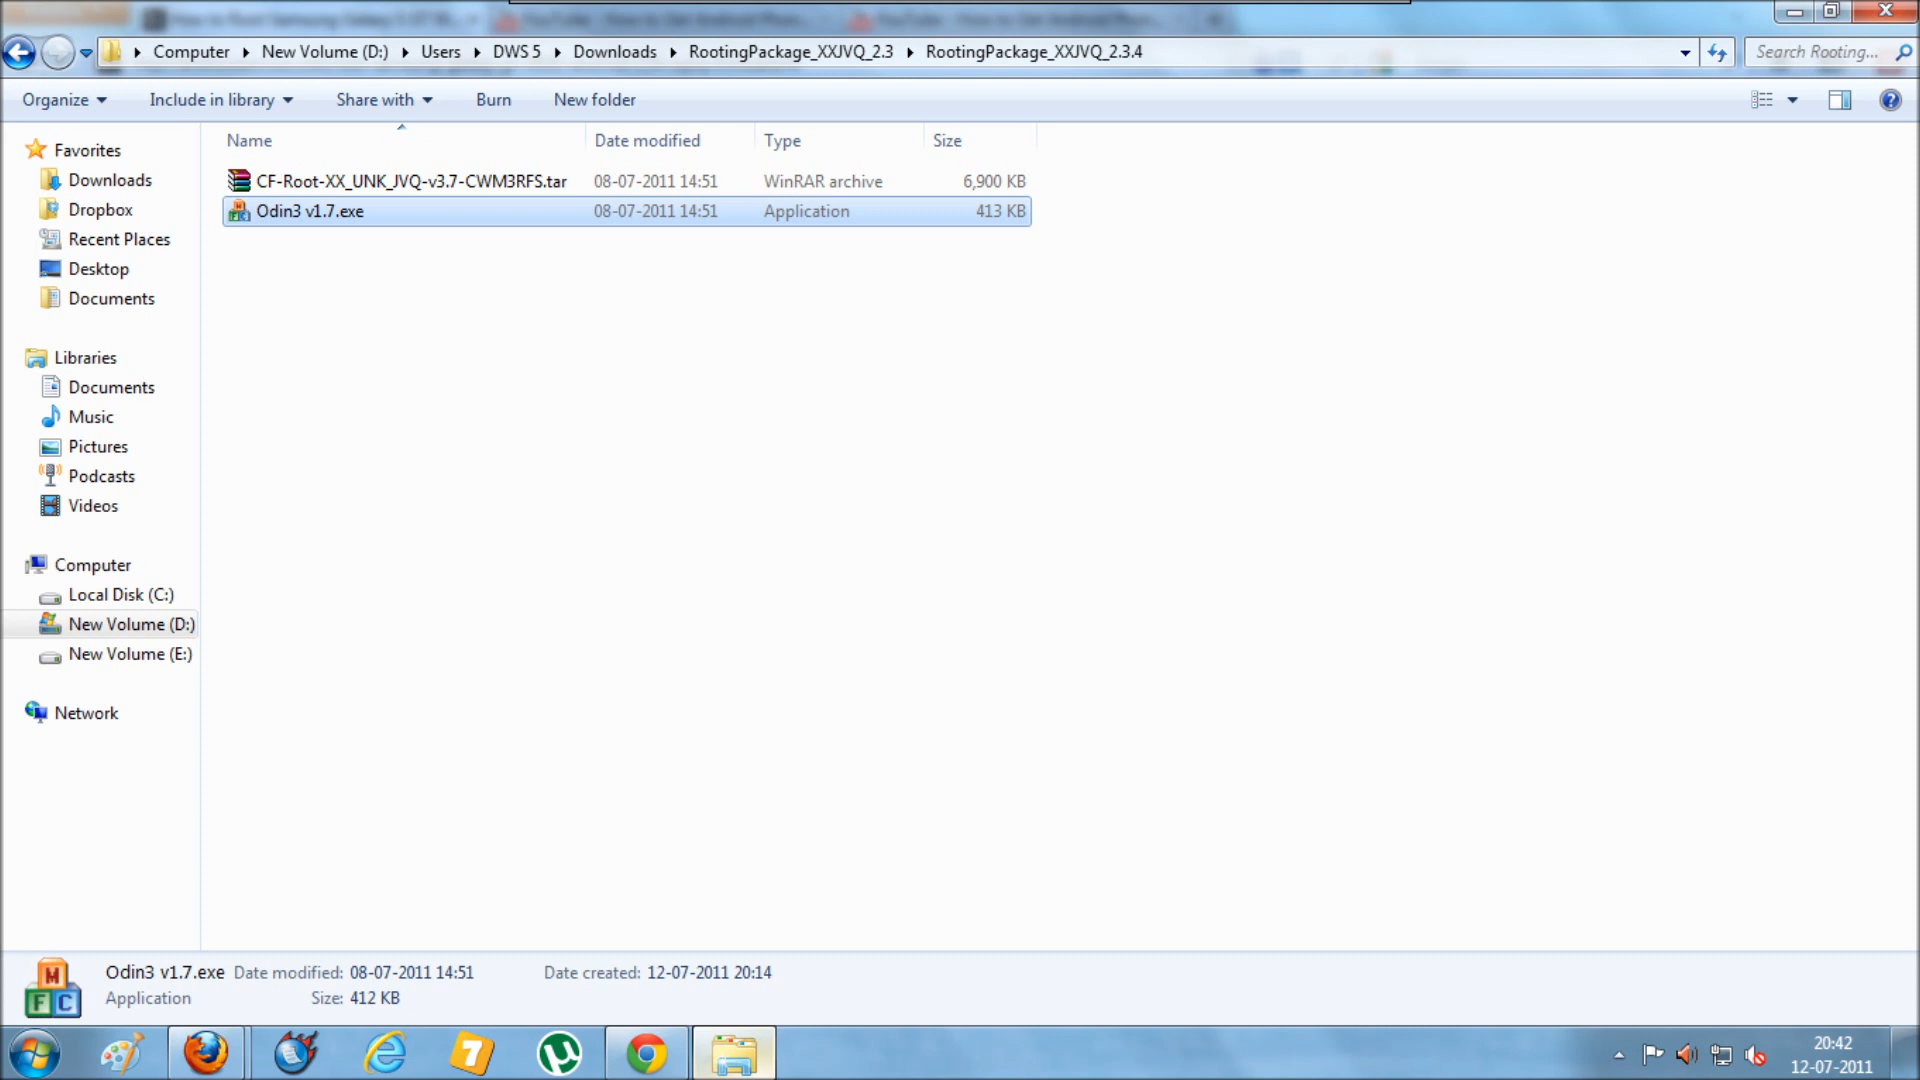 Computer New Volume (D:) Users DWS 5 Downloads RootingPackage_XXJVQ_2.3 RootingPackage_XXJVQ_2.3.4 Search Rooting...
Organize Include in library Share with Burn New folder
Name Date modified Type Size
CF-Root-XX_UNK_JVQ-v3.7-CWM3RFS.tar 08-07-2011 14:51 WinRAR archive 6,900 KB
Odin3 v1.7.exe 08-07-2011 14:51 Application 413 KB
Favorites
Downloads
Dropbox
Recent Places
Desktop
Documents
Libraries
Documents
Music
Pictures
Podcasts
Videos
Computer
Local Disk (C:)
New Volume (D:)
New Volume (E:)
Network
M
F C
Odin3 v1.7.exe Date modified: 08-07-2011 14:51 Date created: 12-07-2011 20:14
Application Size: 412 KB
7
20:42
12-07-2011